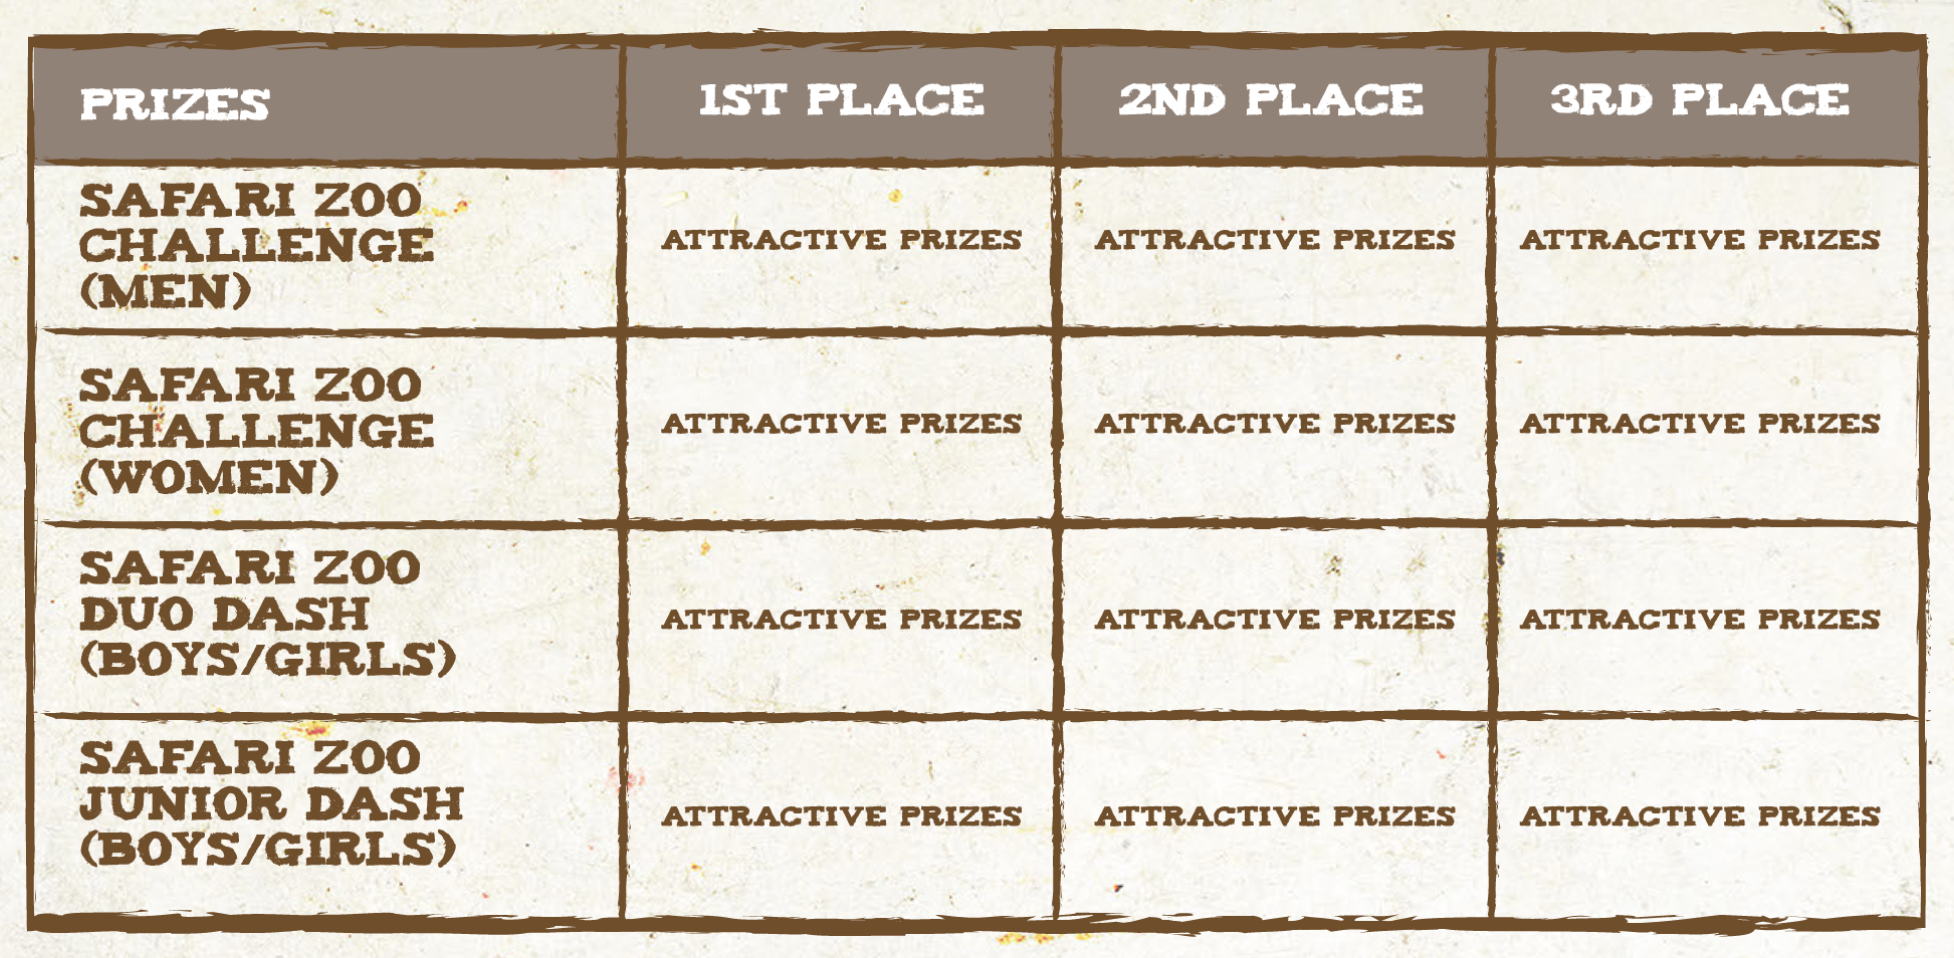 PRIZES
1ST PLACE
2ND PLACE
3RD PLACE
SAFARI ZOO
CHALLENGE
(MEN)
ATTRACTIVE PRIZES
ATTRACTIVE PRIZES
ATTRACTIVE PRIZES
SAFARI ZOO
CHALLENGE
(WOMEN)
ATTRACTIVE PRIZES
ATTRACTIVE PRIZES
ATTRACTIVE PRIZES
SAFARI ZOO
DUO DASH
(BOYS/GIRLS)
ATTRACTIVE PRIZES
ATTRACTIVE PRIZES
ATTRACTIVE PRIZES
SAFARI ZOO
JUNIOR DASH
(BOYS/GIRLS)
ATTRACTIVE PRIZES
ATTRACTIVE PRIZES
ATTRACTIVE PRIZES